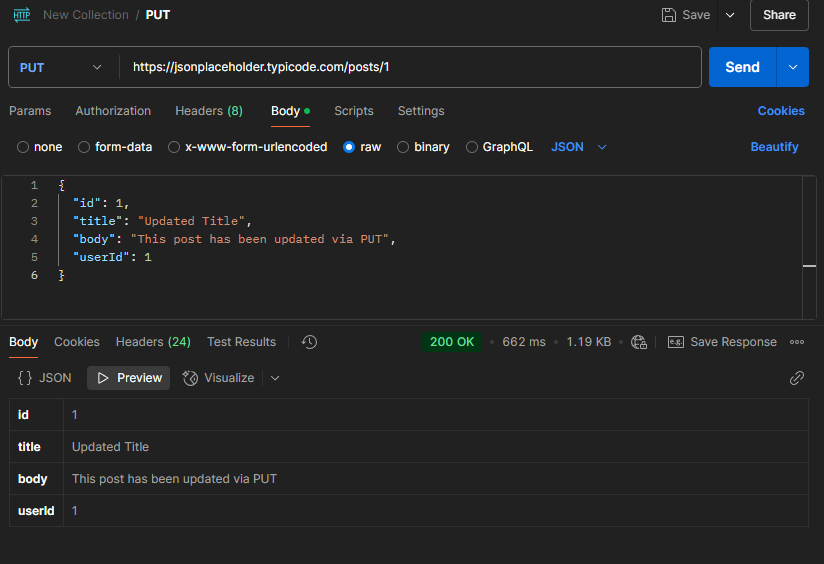 HTTP New Collection / PUT Save Share
PUT https://jsonplaceholder.typicode.com/posts/1 Send
Params Authorization Headers (8) Body Scripts Settings Cookies
none form-data x-www-form-urlencoded raw binary GraphQL JSON Beautify
1 {
2 "id": 1,
3 "title": "Updated Title",
4 "body": "This post has been updated via PUT",
5 "userId": 1
6 }
Body Cookies Headers (24) Test Results 200 OK • 662 ms • 1.19 KB • e.g. Save Response
{} JSON Preview Visualize
id 1
title Updated Title
body This post has been updated via PUT
userId 1